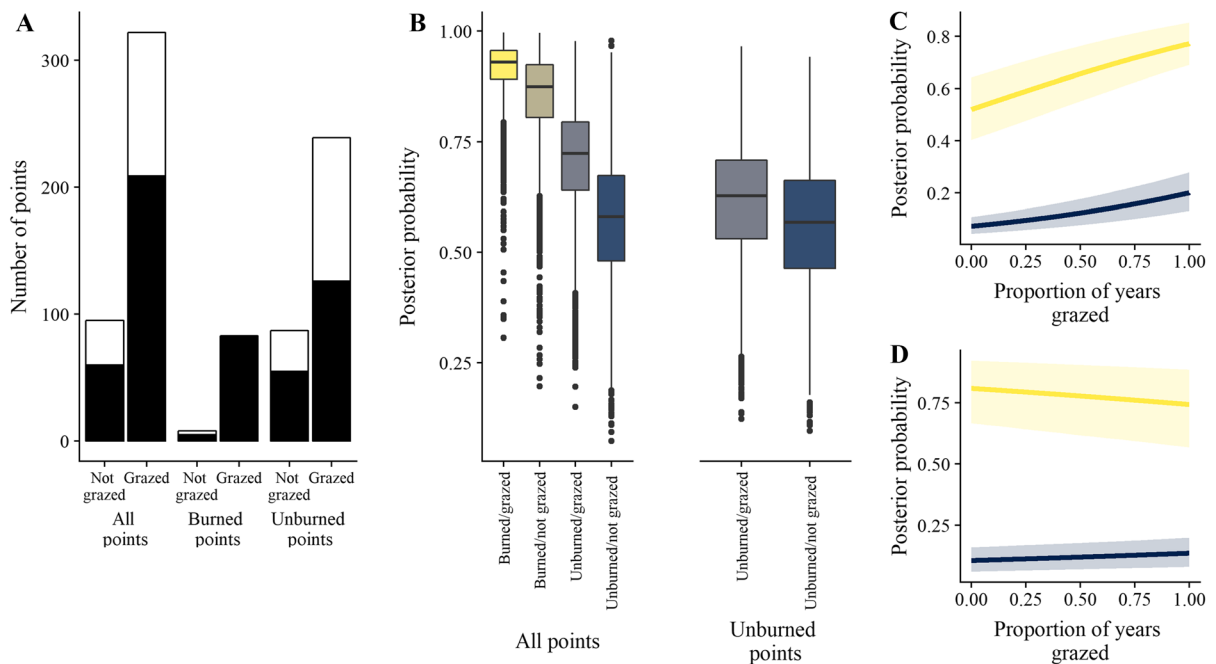 A
Number of points
300
200
100
0
Not grazed
Grazed
Not grazed
Grazed
Not grazed
Grazed
All points
Burned points
Unburned points
B
Posterior probability
1.00
0.75
0.50
0.25
Burned/grazed
Burned/not grazed
Unburned/grazed
Unburned/not grazed
All points
Unburned/grazed
Unburned/not grazed
Unburned points
C
Posterior probability
0.8
0.6
0.4
0.2
0.00 0.25 0.50 0.75 1.00
Proportion of years
grazed
D
Posterior probability
0.75
0.50
0.25
0.00 0.25 0.50 0.75 1.00
Proportion of years
grazed